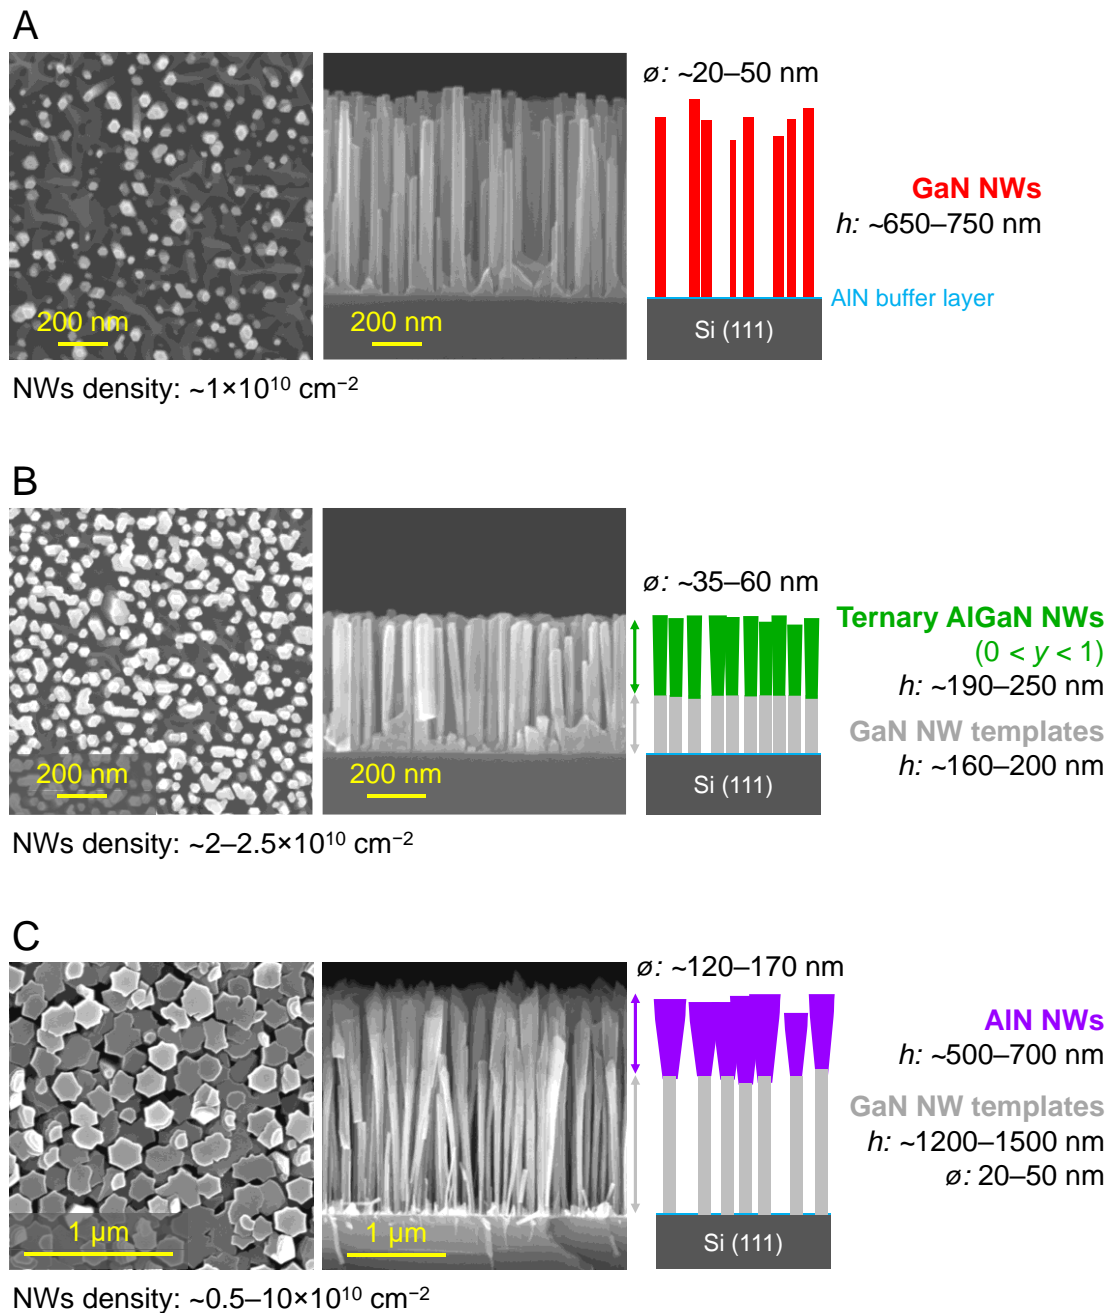 A
ø: ~20–50 nm
GaN NWs
h: ~650–750 nm
AlN buffer layer
200 nm
200 nm
Si (111)
NWs density: ~1×10¹⁰ cm⁻²
B
ø: ~35–60 nm
Ternary AlGaN NWs
(0 < y < 1)
h: ~190–250 nm
GaN NW templates
h: ~160–200 nm
200 nm
200 nm
Si (111)
NWs density: ~2–2.5×10¹⁰ cm⁻²
C
ø: ~120–170 nm
AlN NWs
h: ~500–700 nm
GaN NW templates
h: ~1200–1500 nm
ø: 20–50 nm
1 µm
1 µm
Si (111)
NWs density: ~0.5–10×10¹⁰ cm⁻²